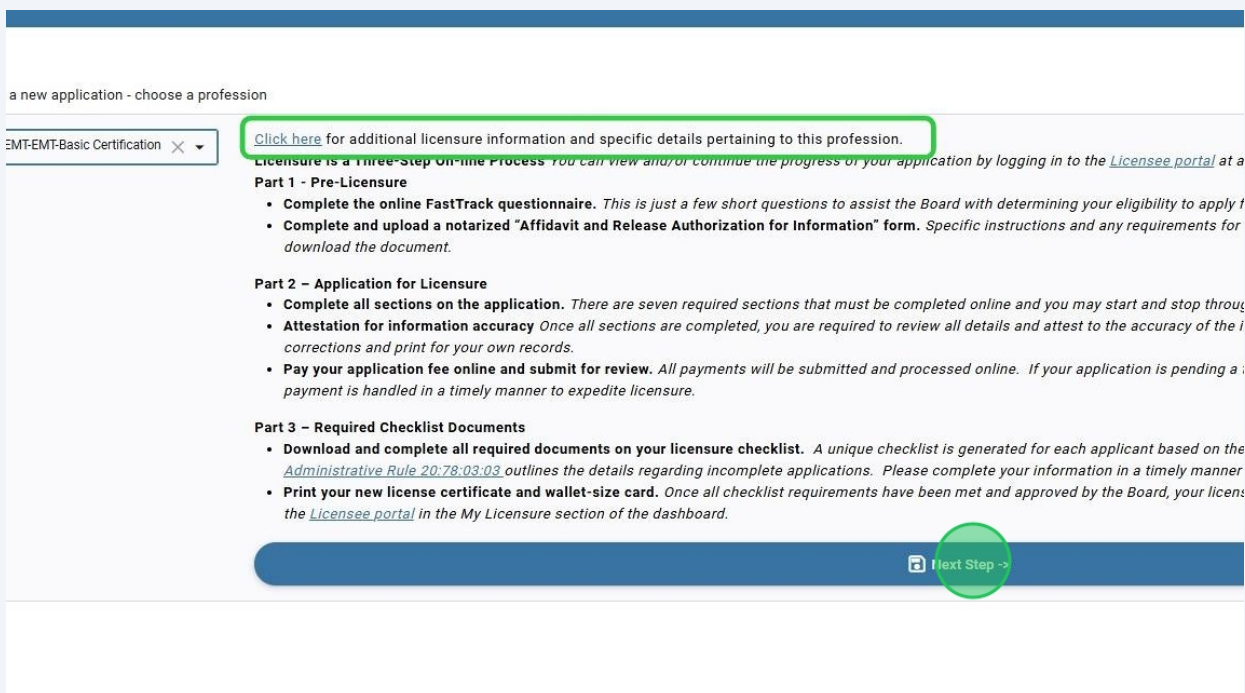 a new application - choose a profession
EMT-EMT-Basic Certification
Click here for additional licensure information and specific details pertaining to this profession.
Licensure is a Three-Step On-line Process You can view and/or continue the progress of your application by logging in to the Licensee portal at a
Part 1 - Pre-Licensure
• Complete the online FastTrack questionnaire. This is just a few short questions to assist the Board with determining your eligibility to apply f
• Complete and upload a notarized “Affidavit and Release Authorization for Information” form. Specific instructions and any requirements for
download the document.
Part 2 – Application for Licensure
• Complete all sections on the application. There are seven required sections that must be completed online and you may start and stop throug
• Attestation for information accuracy Once all sections are completed, you are required to review all details and attest to the accuracy of the i
corrections and print for your own records.
• Pay your application fee online and submit for review. All payments will be submitted and processed online. If your application is pending a
payment is handled in a timely manner to expedite licensure.
Part 3 – Required Checklist Documents
• Download and complete all required documents on your licensure checklist. A unique checklist is generated for each applicant based on the
Administrative Rule 20:78:03:03 outlines the details regarding incomplete applications. Please complete your information in a timely manner
• Print your new license certificate and wallet-size card. Once all checklist requirements have been met and approved by the Board, your licens
the Licensee portal in the My Licensure section of the dashboard.
Next Step ->